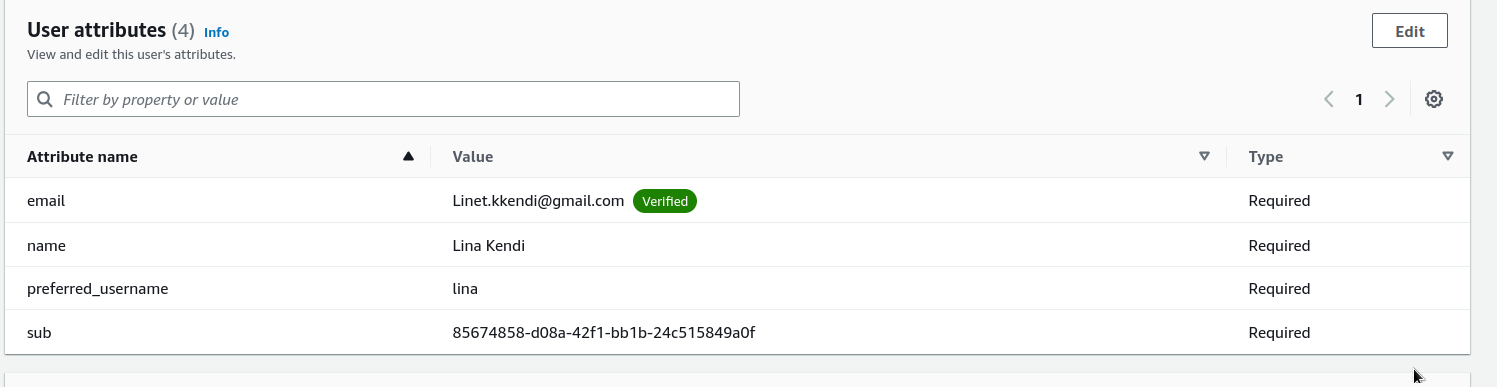 User attributes (4) Info
Edit
View and edit this user's attributes.
Filter by property or value
1
Attribute name Value Type
email Linet.kkendi@gmail.com Verified Required
name Lina Kendi Required
preferred_username lina Required
sub 85674858-d08a-42f1-bb1b-24c515849a0f Required